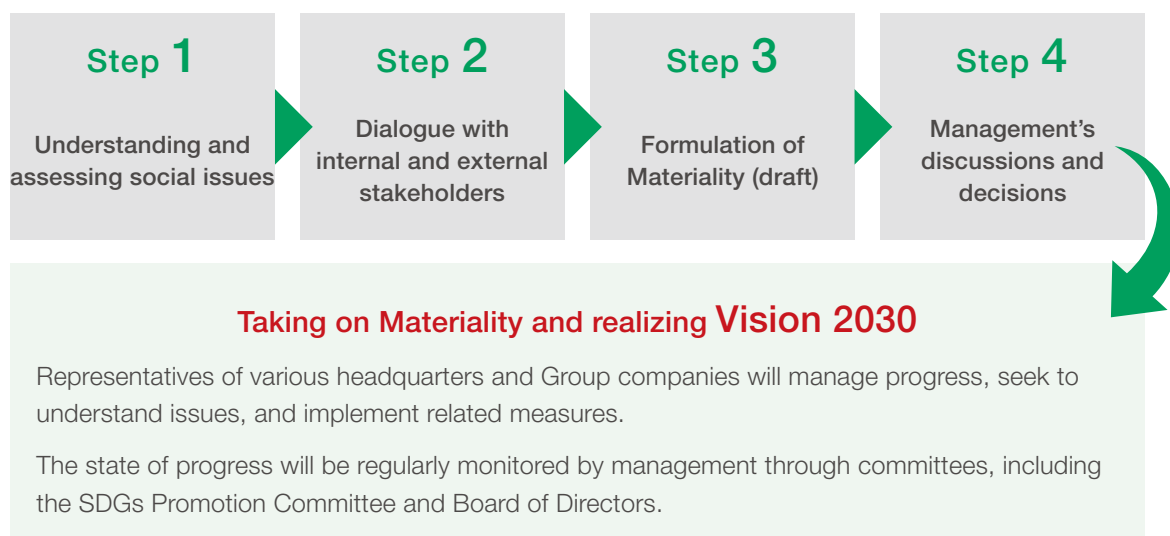 Step 1
Understanding and
assessing social issues
Step 2
Dialogue with
internal and external
stakeholders
Step 3
Formulation of
Materiality (draft)
Step 4
Management’s
discussions and
decisions
Taking on Materiality and realizing Vision 2030
Representatives of various headquarters and Group companies will manage progress, seek to
understand issues, and implement related measures.
The state of progress will be regularly monitored by management through committees, including
the SDGs Promotion Committee and Board of Directors.